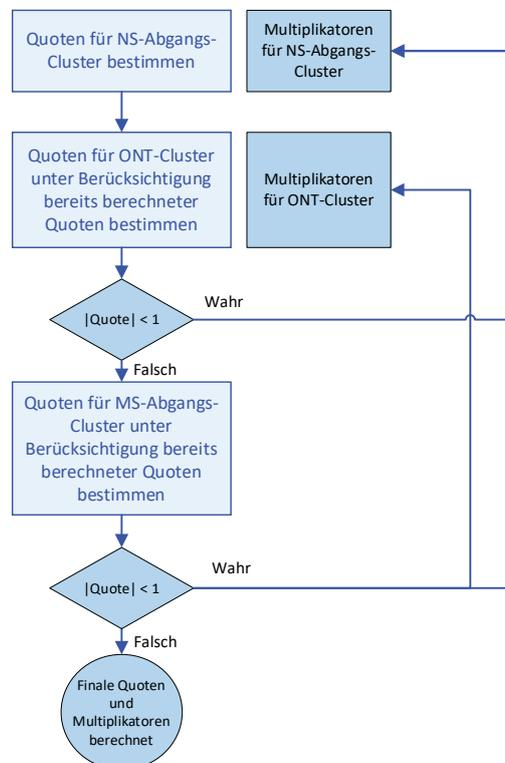 Quoten für NS-Abgangs-
Cluster bestimmen
Multiplikatoren
für NS-Abgangs-
Cluster
Quoten für ONT-Cluster
unter Berücksichtigung
bereits berechneter
Quoten bestimmen
Multiplikatoren
für ONT-Cluster
|Quote| < 1
Wahr
Falsch
Quoten für MS-Abgangs-
Cluster unter
Berücksichtigung bereits
berechneter Quoten
bestimmen
|Quote| < 1
Wahr
Falsch
Finale Quoten
und
Multiplikatoren
berechnet